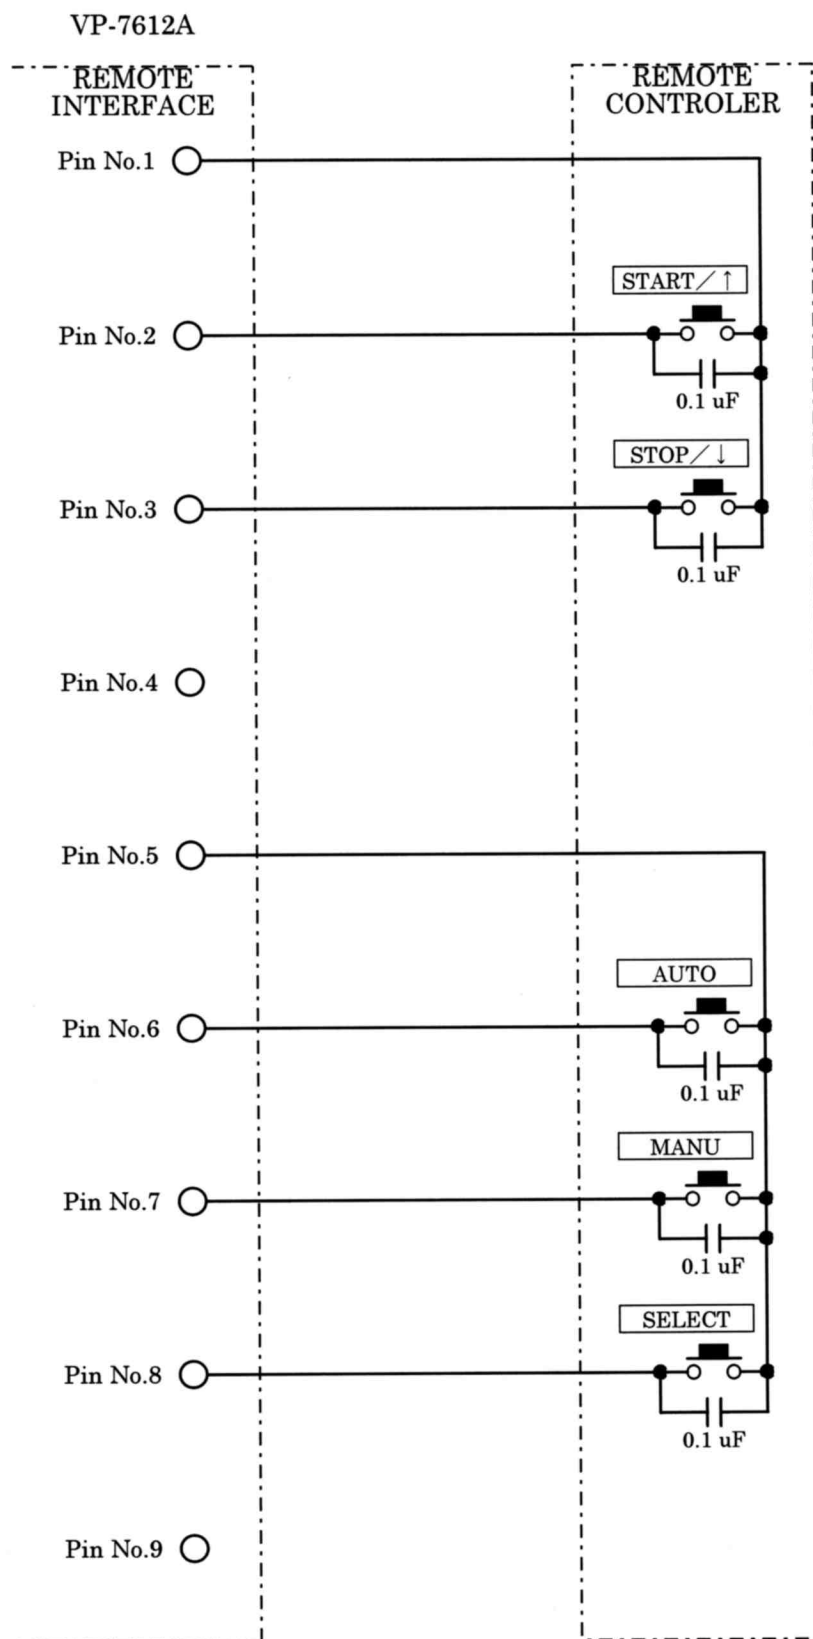 VP-7612A
REMOTE
INTERFACE
REMOTE
CONTROLER
Pin No.1
START／↑
Pin No.2
0.1 uF
STOP／↓
Pin No.3
0.1 uF
Pin No.4
Pin No.5
AUTO
Pin No.6
0.1 uF
MANU
Pin No.7
0.1 uF
SELECT
Pin No.8
0.1 uF
Pin No.9